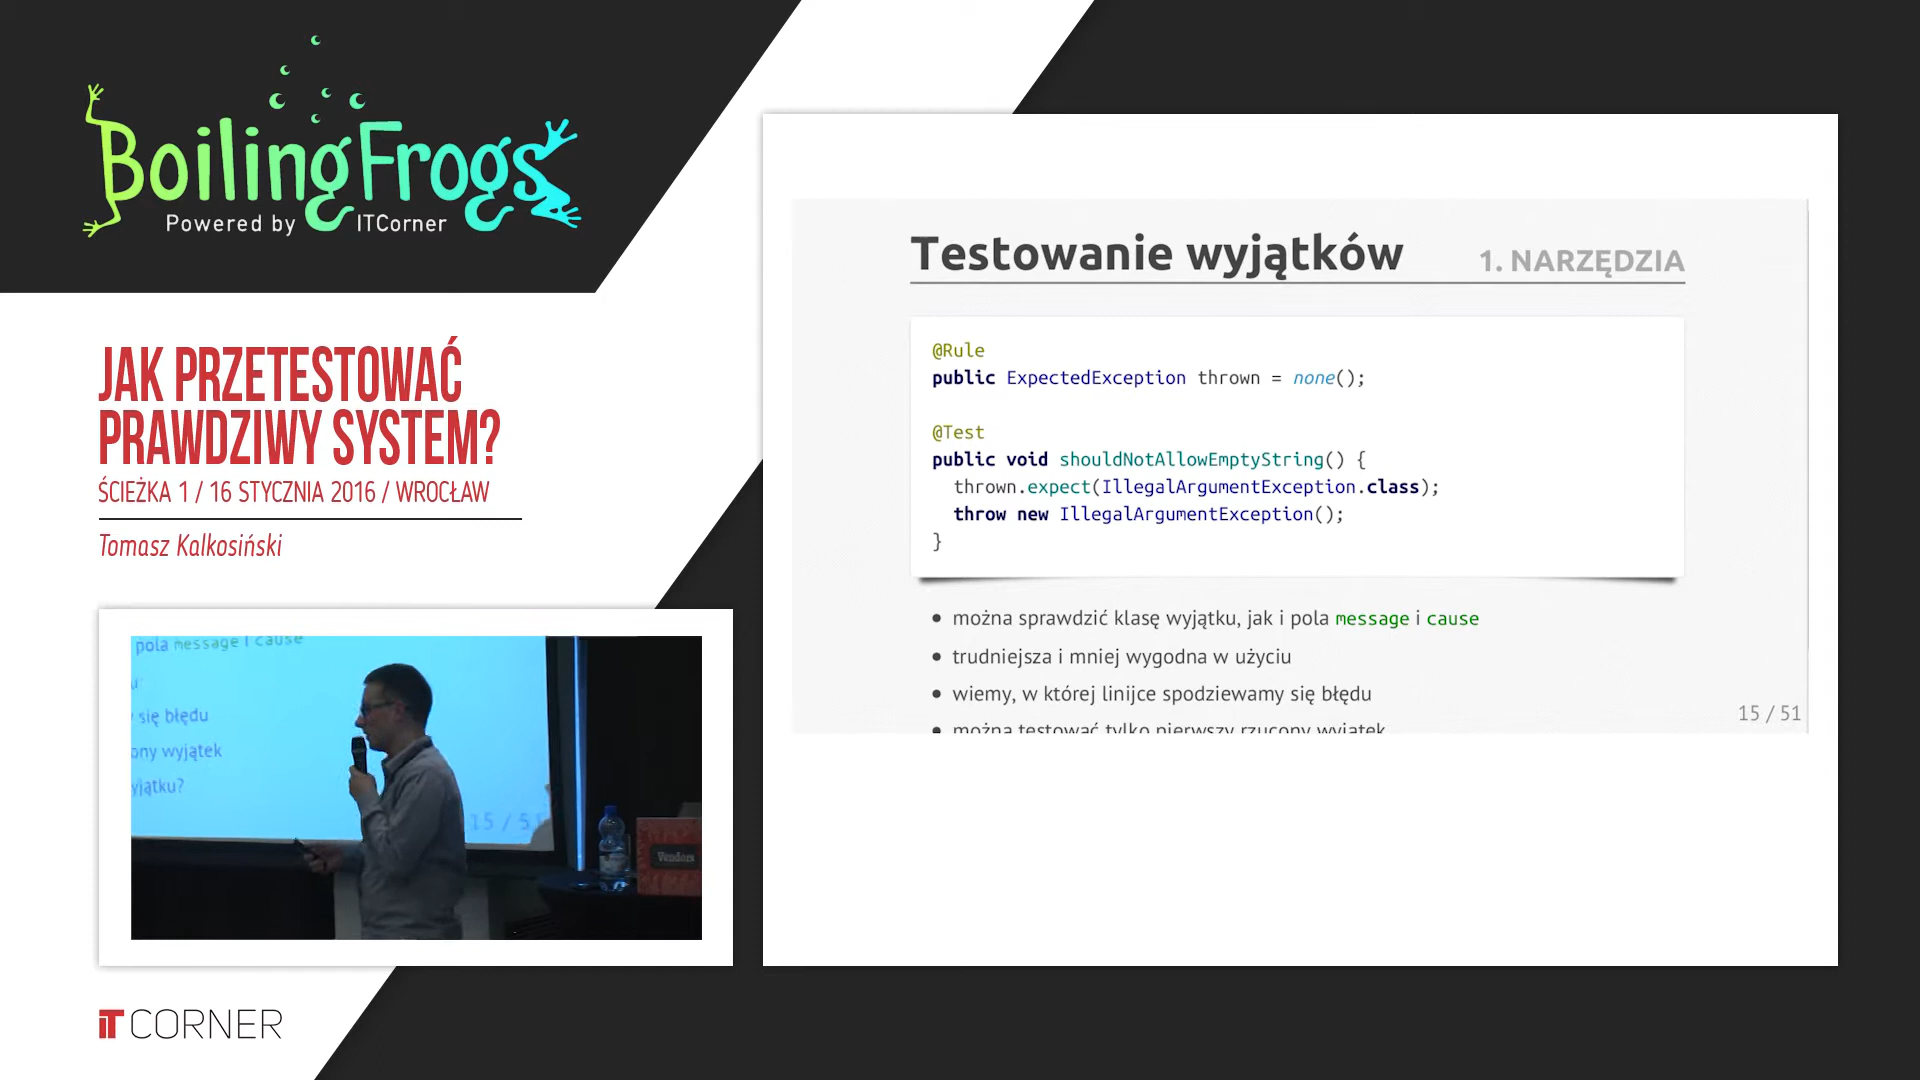 BoilingFrogs
Powered by ITCorner
JAK PRZETESTOWAĆ
PRAWDZIWY SYSTEM?
ŚCIEŻKA 1 / 16 STYCZNIA 2016 / WROCŁAW
Tomasz Kalkosiński
pola message i cause
się błędu
ony wyjątek
yjątku?
15 / 51
Vendora
iT CORNER
Testowanie wyjątków
1. NARZĘDZIA
@Rule
public ExpectedException thrown = none();
@Test
public void shouldNotAllowEmptyString() {
thrown.expect(IllegalArgumentException.class);
throw new IllegalArgumentException();
}
• można sprawdzić klasę wyjątku, jak i pola message i cause
• trudniejsza i mniej wygodna w użyciu
• wiemy, w której linijce spodziewamy się błędu
• można testować tylko pierwszy rzucony wyjątek
15 / 51